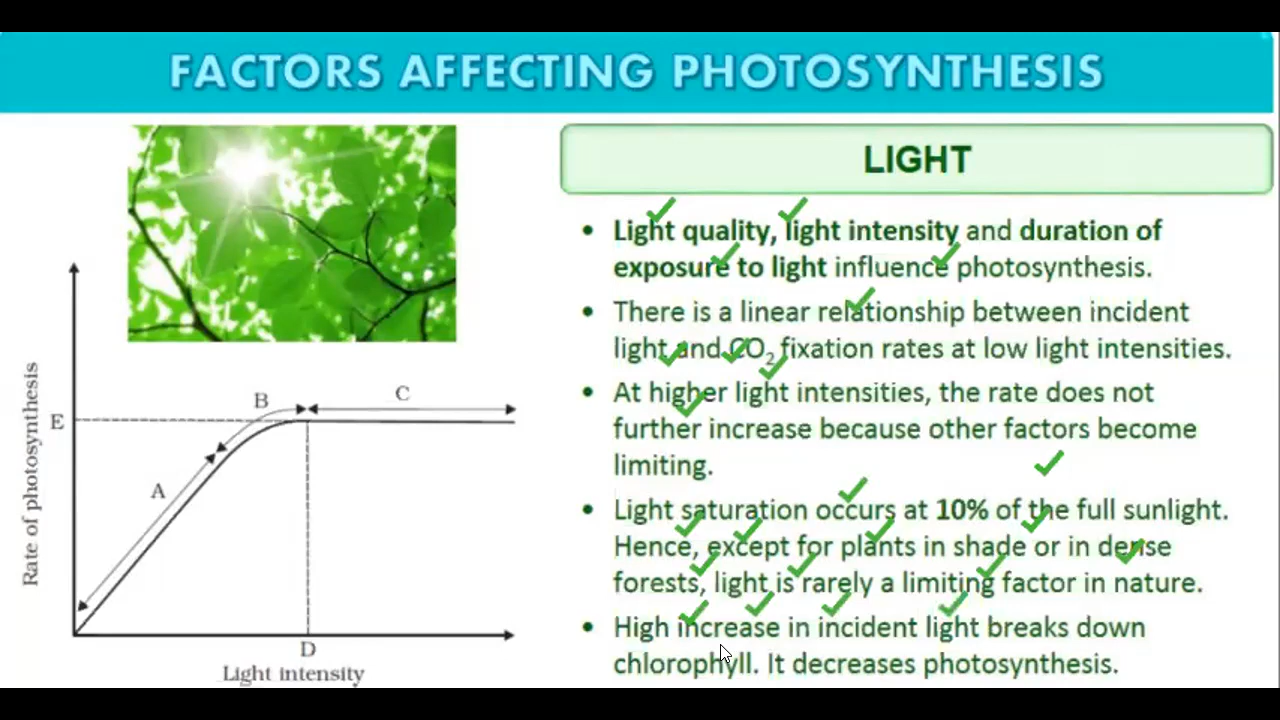 FACTORS AFFECTING PHOTOSYNTHESIS
LIGHT
• Light quality, light intensity and duration of
exposure to light influence photosynthesis.
• There is a linear relationship between incident
light and CO₂ fixation rates at low light intensities.
• At higher light intensities, the rate does not
further increase because other factors become
limiting.
• Light saturation occurs at 10% of the full sunlight.
Hence, except for plants in shade or in dense
forests, light is rarely a limiting factor in nature.
• High increase in incident light breaks down
chlorophyll. It decreases photosynthesis.
Rate of photosynthesis
E
A
B
C
D
Light intensity